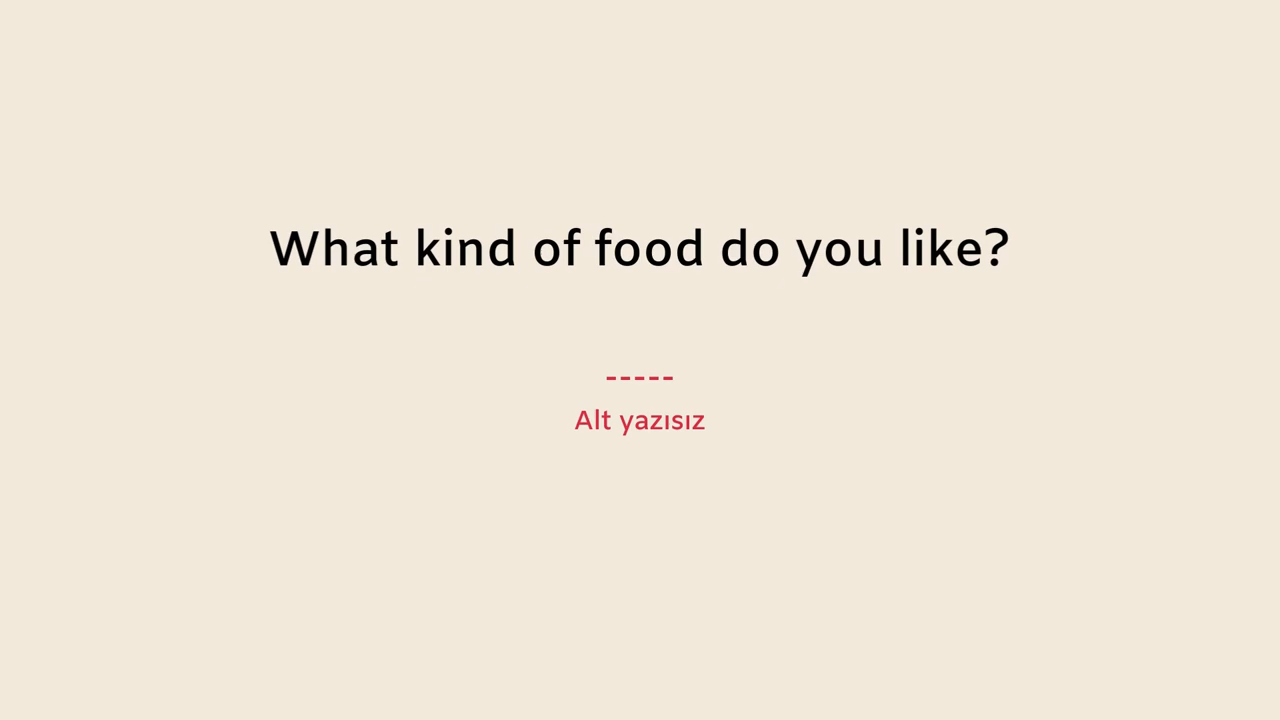 What kind of food do you like?
-----
Alt yazısız